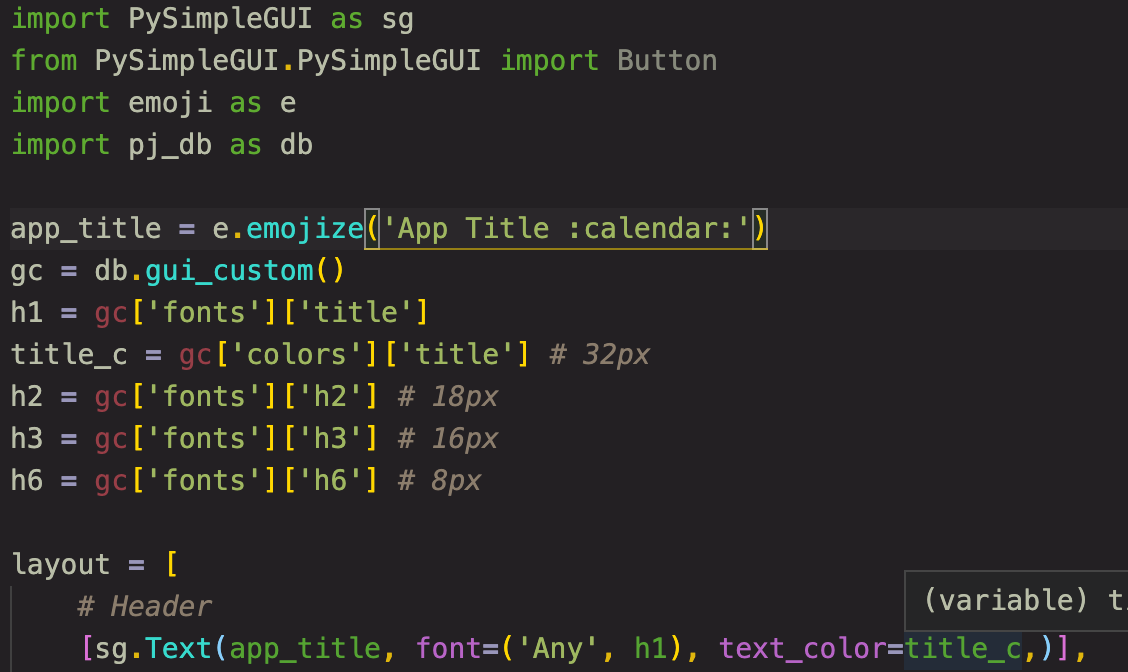 import PySimpleGUI as sg
from PySimpleGUI.PySimpleGUI import Button
import emoji as e
import pj_db as db
app_title = e.emojize('App Title :calendar:')
gc = db.gui_custom()
h1 = gc['fonts']['title']
title_c = gc['colors']['title'] # 32px
h2 = gc['fonts']['h2'] # 18px
h3 = gc['fonts']['h3'] # 16px
h6 = gc['fonts']['h6'] # 8px
layout = [
# Header
(variable)
[sg.Text(app_title, font=('Any', h1), text_color=title_c,)],